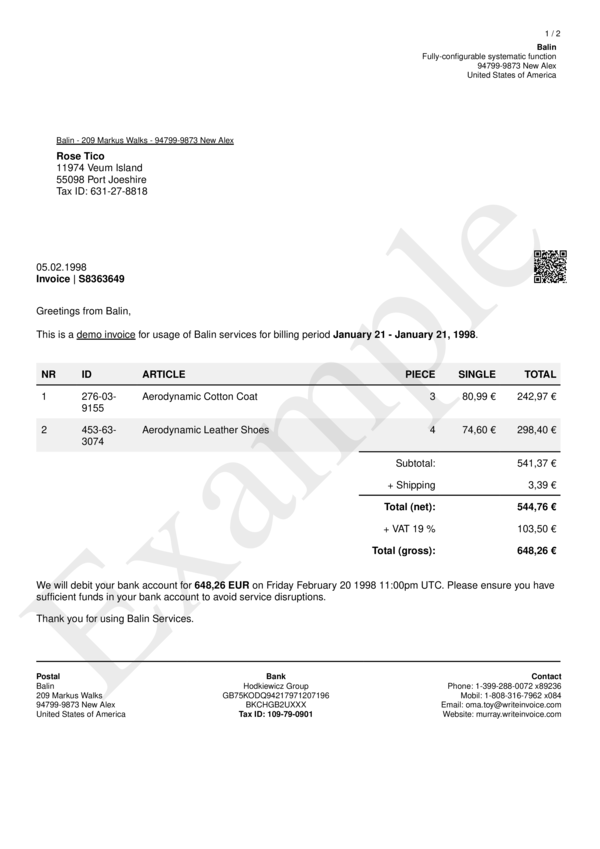 1 / 2
Balin
Fully-configurable systematic function
94799-9873 New Alex
United States of America
Balin - 209 Markus Walks - 94799-9873 New Alex
Rose Tico
11974 Veum Island
55098 Port Joeshire
Tax ID: 631-27-8818
05.02.1998
Invoice | S8363649
Greetings from Balin,
This is a demo invoice for usage of Balin services for billing period January 21 - January 21, 1998.
NR ID ARTICLE PIECE SINGLE TOTAL
1 276-03- Aerodynamic Cotton Coat 3 80,99 € 242,97 €
9155
2 453-63- Aerodynamic Leather Shoes 4 74,60 € 298,40 €
3074
Subtotal: 541,37 €
+ Shipping 3,39 €
Total (net): 544,76 €
+ VAT 19 % 103,50 €
Total (gross): 648,26 €
We will debit your bank account for 648,26 EUR on Friday February 20 1998 11:00pm UTC. Please ensure you have
sufficient funds in your bank account to avoid service disruptions.
Thank you for using Balin Services.
Postal
Balin
209 Markus Walks
94799-9873 New Alex
United States of America
Bank
Hodkiewicz Group
GB75KODQ94217971207196
BKCHGB2UXXX
Tax ID: 109-79-0901
Contact
Phone: 1-399-288-0072 x89236
Mobil: 1-808-316-7962 x084
Email: oma.toy@writeinvoice.com
Website: murray.writeinvoice.com
Example